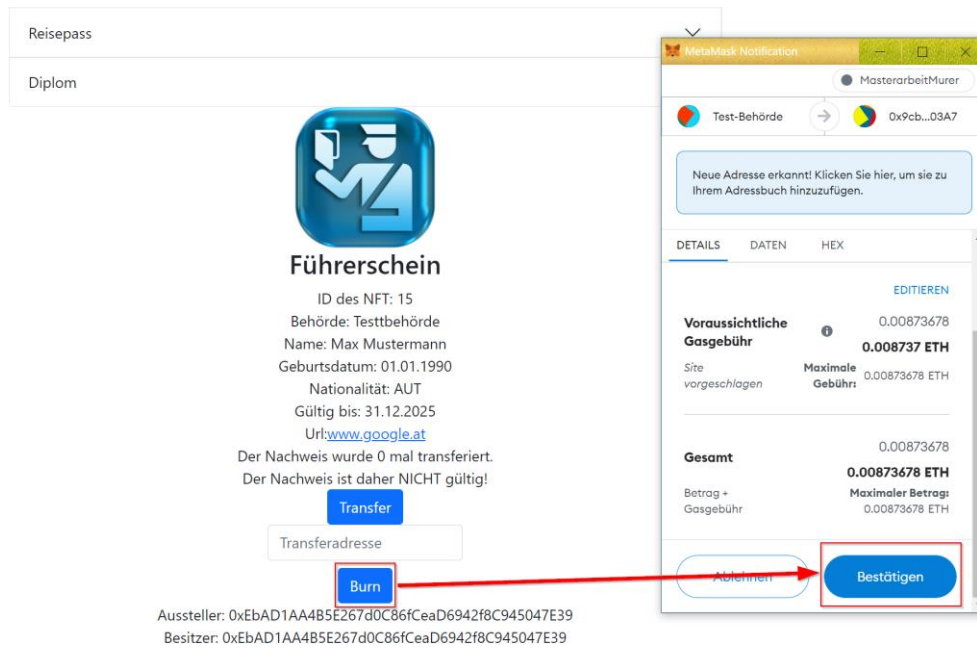 Reisepass
Diplom
Führerschein
ID des NFT: 15
Behörde: Testtbehörde
Name: Max Mustermann
Geburtsdatum: 01.01.1990
Nationalität: AUT
Gültig bis: 31.12.2025
Url:www.google.at
Der Nachweis wurde 0 mal transferiert.
Der Nachweis ist daher NICHT gültig!
Transfer
Transferadresse
Burn
Aussteller: 0xEbAD1AA4B5E267d0C86fCeaD6942f8C945047E39
Besitzer: 0xEbAD1AA4B5E267d0C86fCeaD6942f8C945047E39
MetaMask Notification
MasterarbeitMurer
Test-Behörde
0x9cb...03A7
Neue Adresse erkannt! Klicken Sie hier, um sie zu
Ihrem Adressbuch hinzuzufügen.
DETAILS DATEN HEX
EDITIEREN
Voraussichtliche 0.00873678
Gasgebühr 0.008737 ETH
Site Maximale
vorgeschlagen Gebühr: 0.00873678 ETH
0.00873678
Gesamt
0.00873678 ETH
Betrag + Maximaler Betrag:
Gasgebühr 0.00873678 ETH
Ablehnen Bestätigen